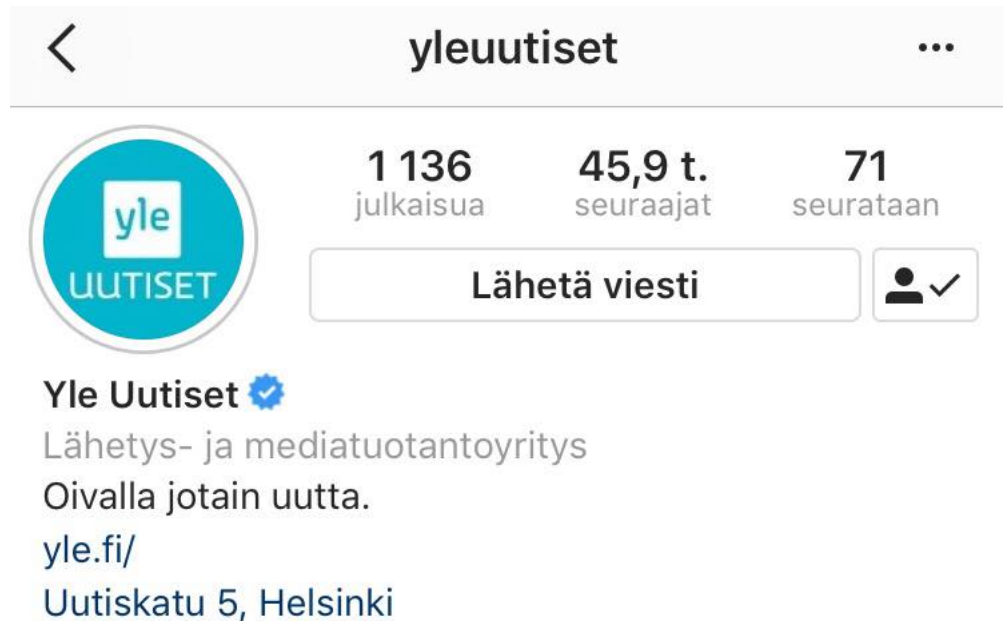 yleuutiset
yle
UUTISET
1 136 45,9 t. 71
julkaisua seuraajat seurataan
Lähetä viesti
Yle Uutiset
Lähetys- ja mediatuotantoyritys
Oivalla jotain uutta.
yle.fi/
Uutiskatu 5, Helsinki